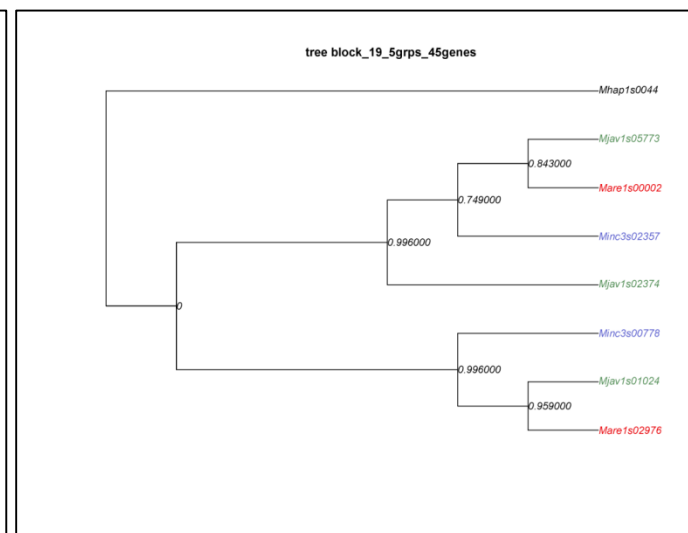 tree block_19_5grps_45genes
Mhap1s0044
Mjav1s05773
0.843000
Mare1s00002
0.749000
Minc3s02357
0.996000
Mjav1s02374
0
Minc3s00778
0.996000
Mjav1s01024
0.959000
Mare1s02976